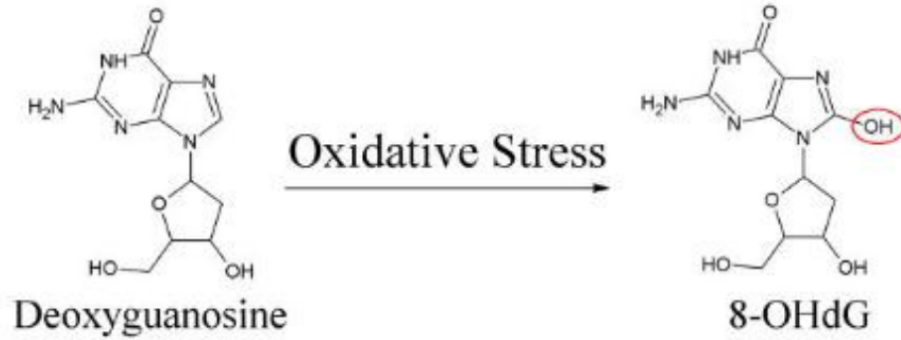 O
NH
N
H₂N
N
N
O
HO
OH
Deoxyguanosine
Oxidative Stress
O
NH
N
H₂N
N
N
OH
O
HO
OH
8-OHdG